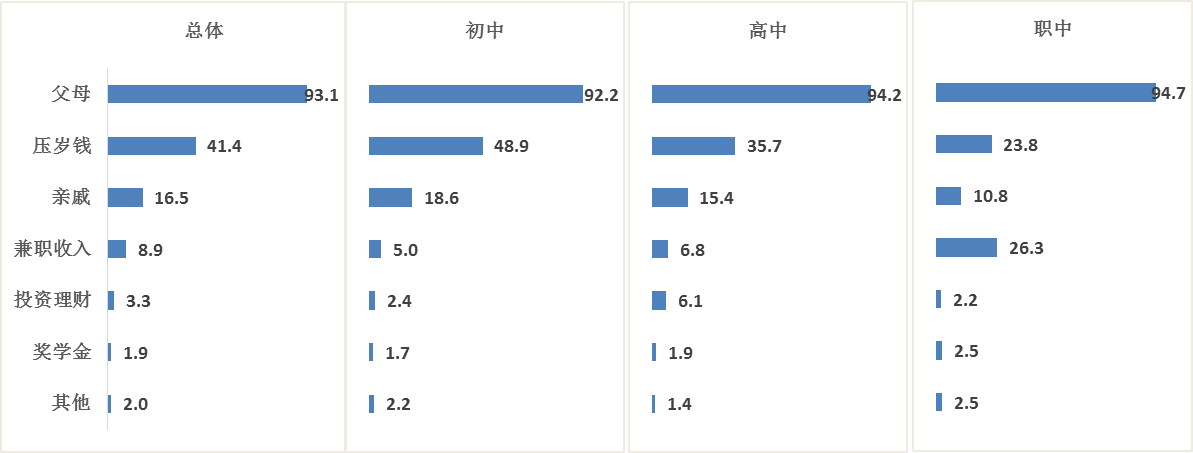 总体 初中 高中 职中
父母 93.1 92.2 94.2 94.7
压岁钱 41.4 48.9 35.7 23.8
亲戚 16.5 18.6 15.4 10.8
兼职收入 8.9 5.0 6.8 26.3
投资理财 3.3 2.4 6.1 2.2
奖学金 1.9 1.7 1.9 2.5
其他 2.0 2.2 1.4 2.5